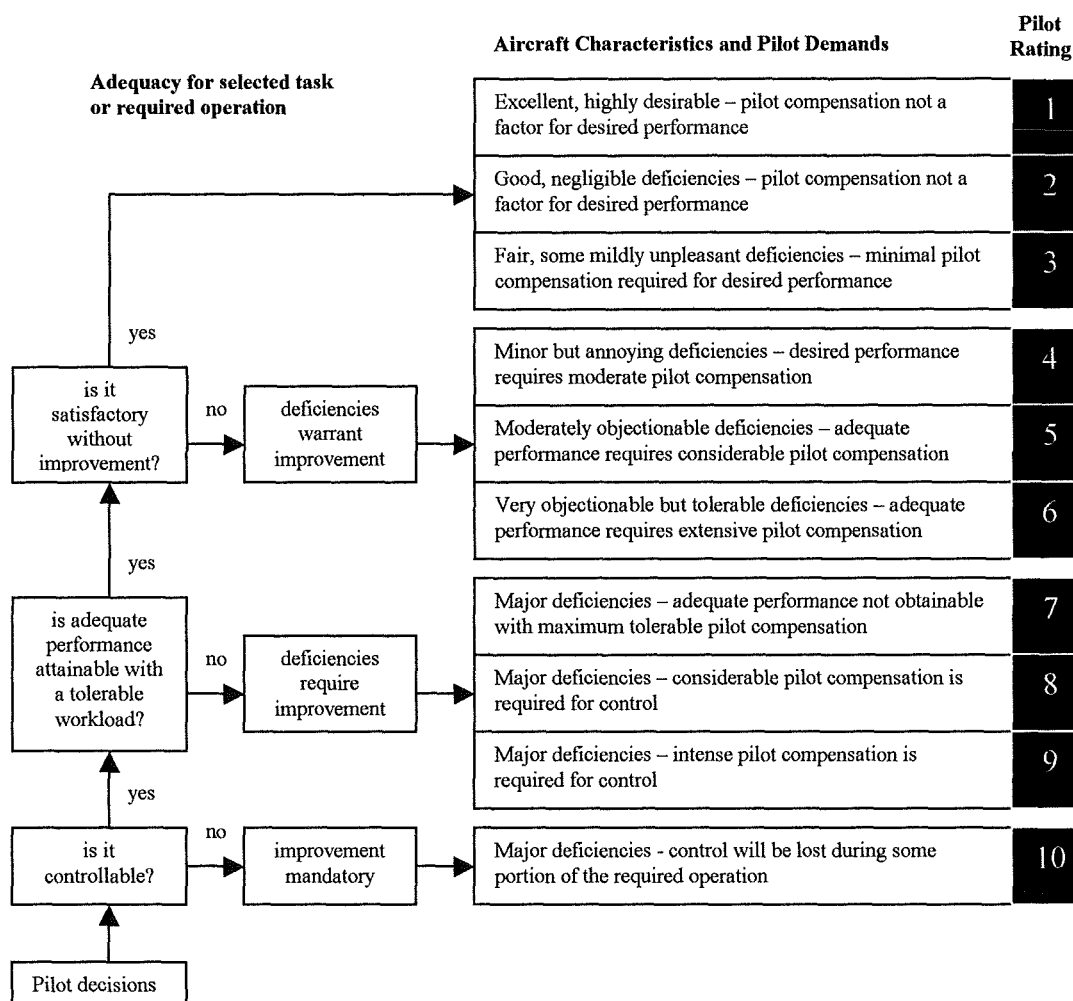 Pilot
Rating
Aircraft Characteristics and Pilot Demands
Adequacy for selected task
or required operation
Excellent, highly desirable – pilot compensation not a
factor for desired performance
1
Good, negligible deficiencies – pilot compensation not a
factor for desired performance
2
Fair, some mildly unpleasant deficiencies – minimal pilot
compensation required for desired performance
3
yes
is it
satisfactory
without
improvement?
no
deficiencies
warrant
improvement
Minor but annoying deficiencies – desired performance
requires moderate pilot compensation
4
Moderately objectionable deficiencies – adequate
performance requires considerable pilot compensation
5
Very objectionable but tolerable deficiencies – adequate
performance requires extensive pilot compensation
6
yes
is adequate
performance
attainable with
a tolerable
workload?
no
deficiencies
require
improvement
Major deficiencies – adequate performance not obtainable
with maximum tolerable pilot compensation
7
Major deficiencies – considerable pilot compensation is
required for control
8
Major deficiencies – intense pilot compensation is
required for control
9
yes
is it
controllable?
no
improvement
mandatory
Major deficiencies - control will be lost during some
portion of the required operation
10
Pilot decisions